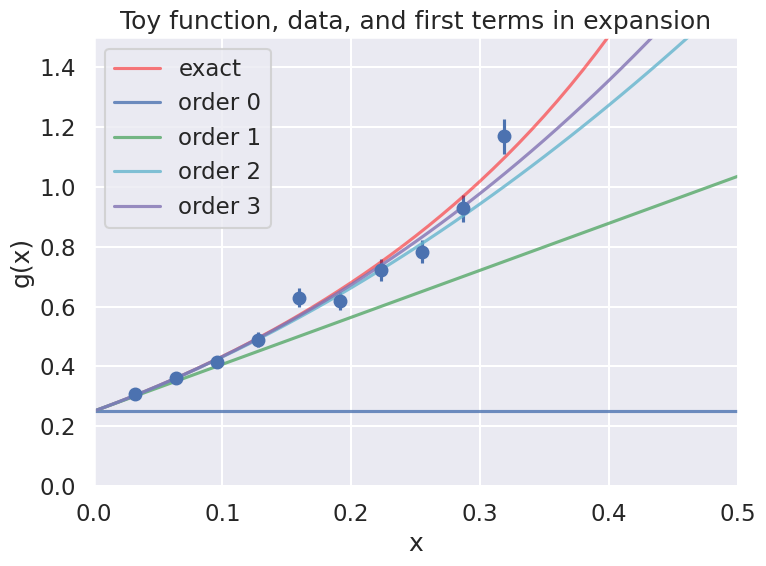 Toy function, data, and first terms in expansion
1.4
1.2
1.0
0.8
0.6
0.4
0.2
0.0
g(x)
exact
order 0
order 1
order 2
order 3
0.0 0.1 0.2 0.3 0.4 0.5
x